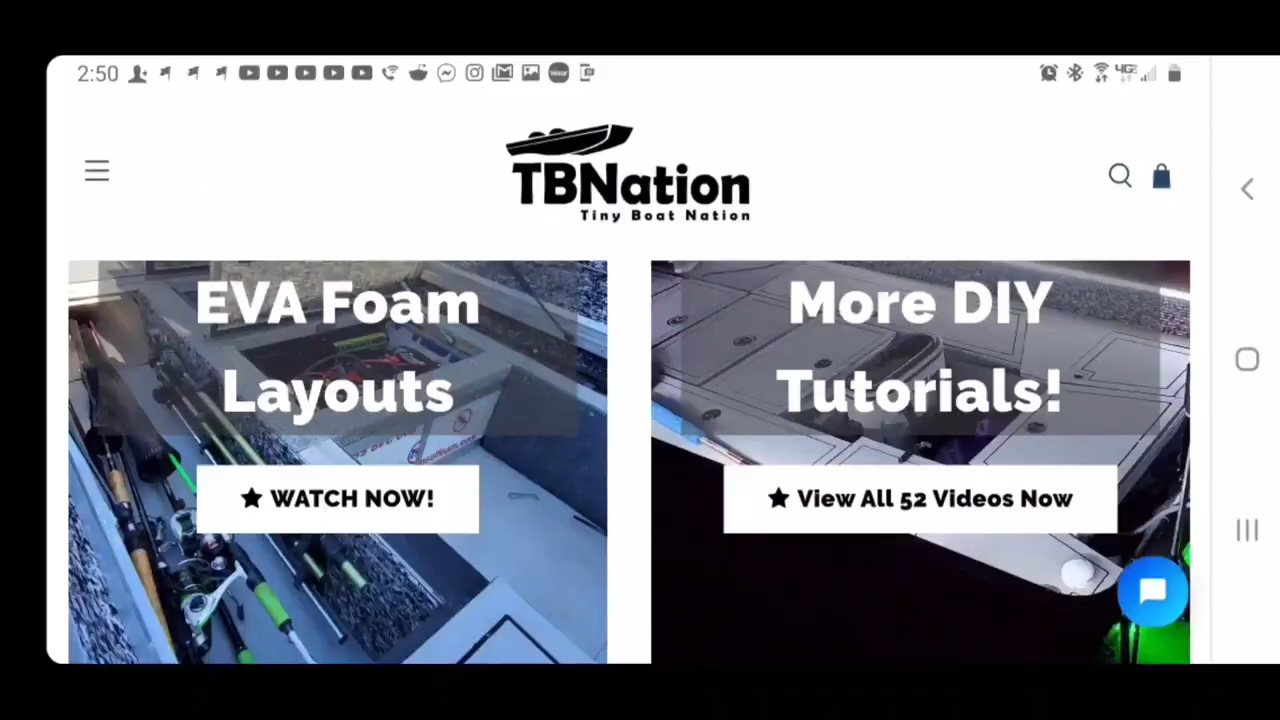 2:50
TBNation
Tiny Boat Nation
EVA Foam
Layouts
★ WATCH NOW!
More DIY
Tutorials!
★ View All 52 Videos Now